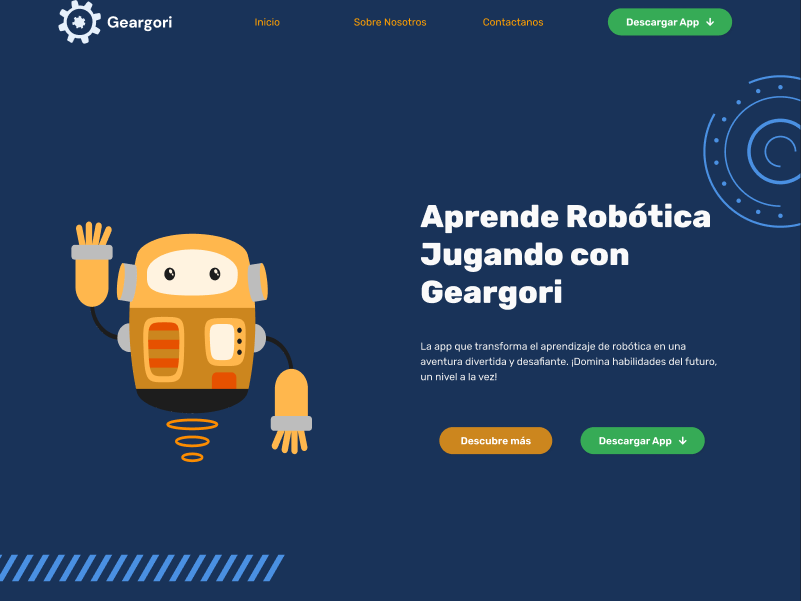 Geargori
Inicio
Sobre Nosotros
Contactanos
Descargar App
Aprende Robótica
Jugando con
Geargori
La app que transforma el aprendizaje de robótica en una
aventura divertida y desafiante. ¡Domina habilidades del futuro,
un nivel a la vez!
Descubre más
Descargar App